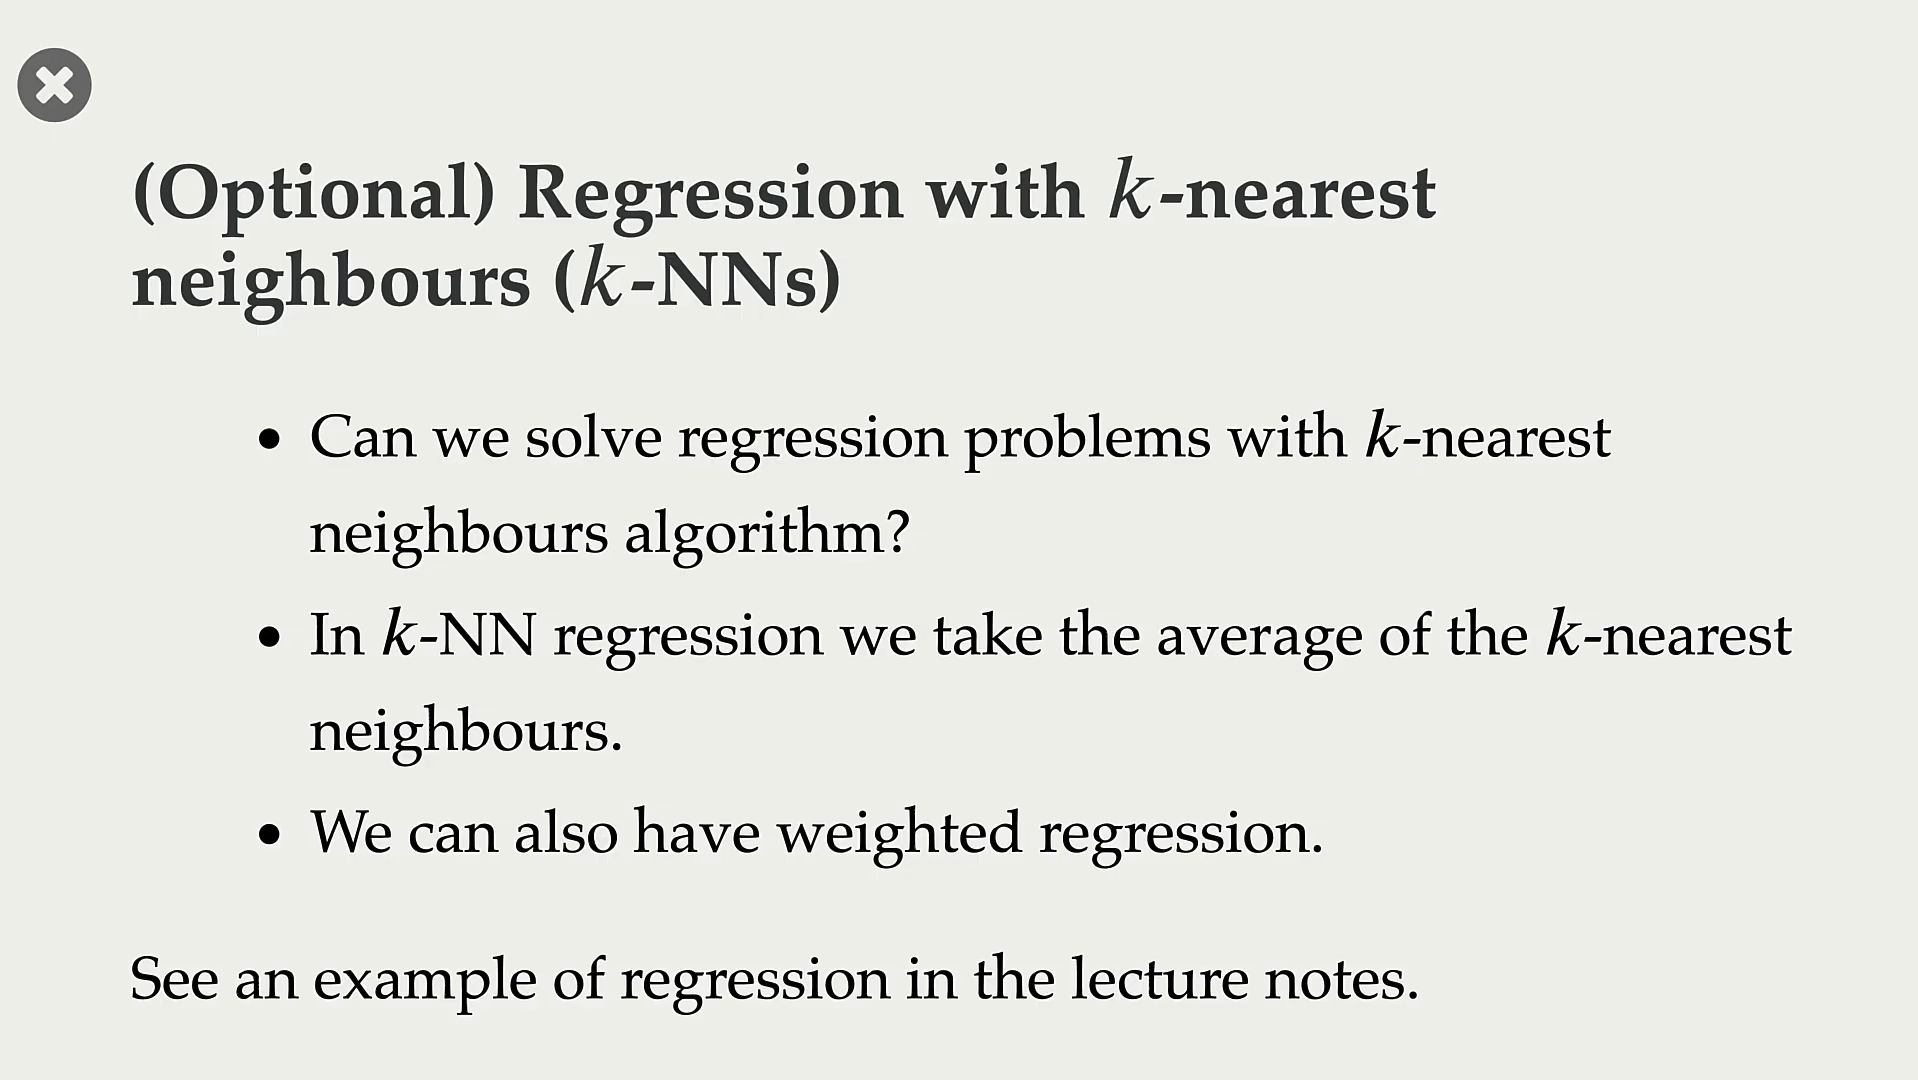 (Optional) Regression with k-nearest
neighbours (k-NNs)
• Can we solve regression problems with k-nearest
neighbours algorithm?
• In k-NN regression we take the average of the k-nearest
neighbours.
• We can also have weighted regression.
See an example of regression in the lecture notes.